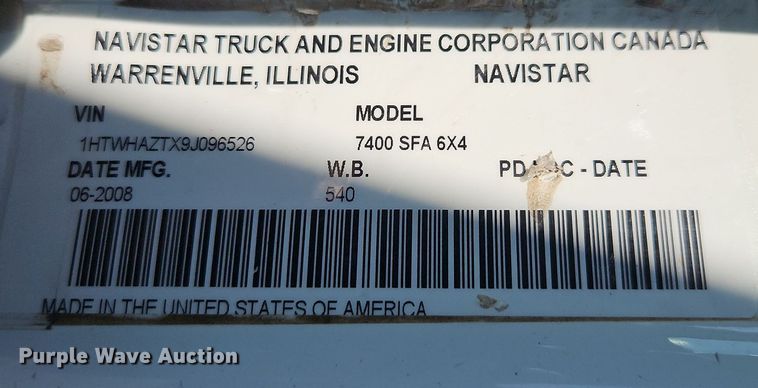 NAVISTAR TRUCK AND ENGINE CORPORATION CANADA
WARRENVILLE, ILLINOIS NAVISTAR
VIN MODEL
1HTWHAZTX9J096526 7400 SFA 6X4
DATE MFG. W.B. C - DATE
06-2008 540
MADE IN THE UNITED STATES OF AMERICA
Purple Wave Auction